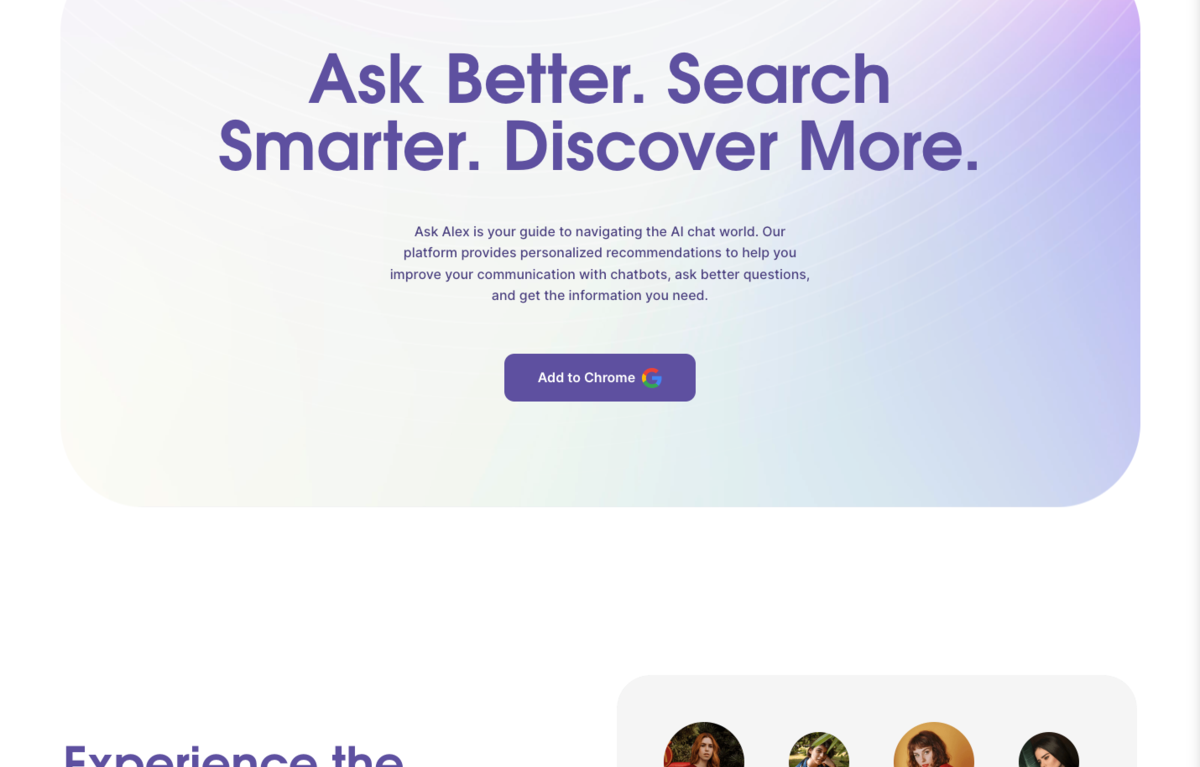 Ask Better. Search
Smarter. Discover More.
Ask Alex is your guide to navigating the AI chat world. Our
platform provides personalized recommendations to help you
improve your communication with chatbots, ask better questions,
and get the information you need.
Add to Chrome
Experience the